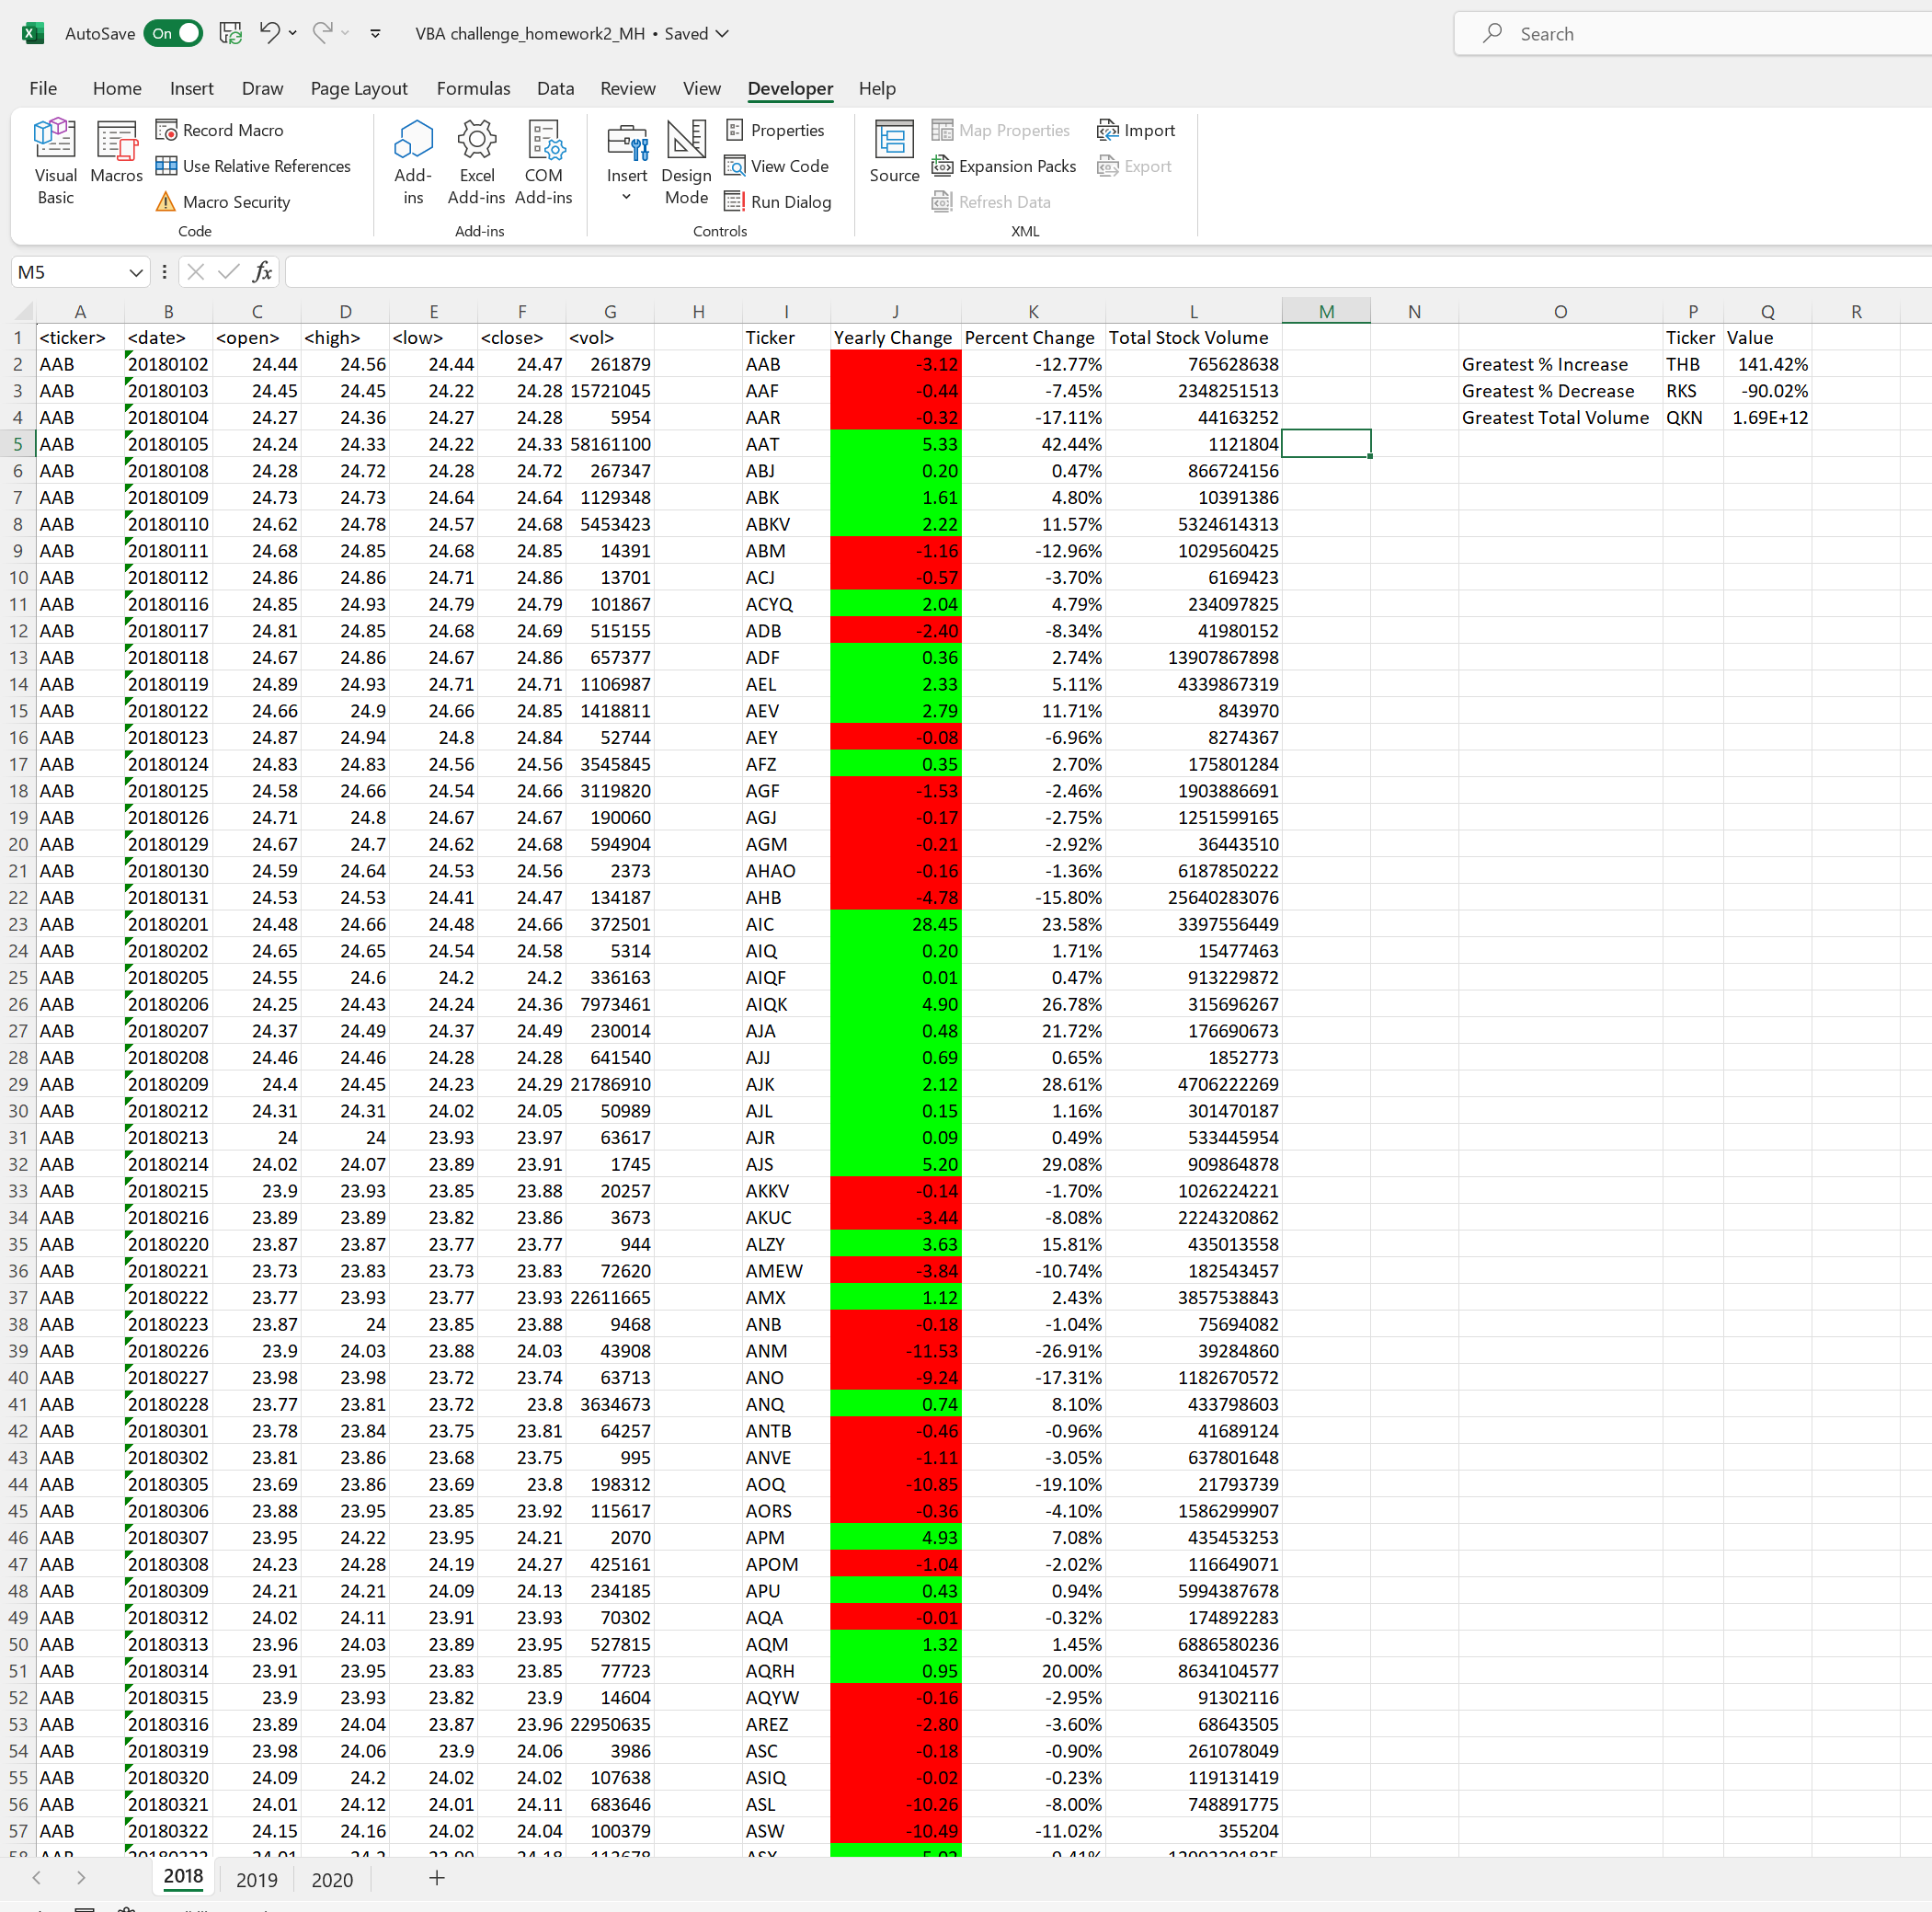 AutoSave On VBA challenge_homework2_MH • Saved Search
File Home Insert Draw Page Layout Formulas Data Review View Developer Help
Visual Basic Macros Record Macro Use Relative References Macro Security Add-ins Excel Add-ins COM Add-ins Insert Design Mode Properties View Code Run Dialog Source Map Properties Expansion Packs Refresh Data Import Export
Code Add-ins Controls XML
M5 fx
A B C D E F G H I J K L M N O P Q R
1 <ticker> <date> <open> <high> <low> <close> <vol> Ticker Yearly Change Percent Change Total Stock Volume Ticker Value
2 AAB 20180102 24.44 24.56 24.44 24.47 261879 AAB -3.12 -12.77% 765628638 Greatest % Increase THB 141.42%
3 AAB 20180103 24.45 24.45 24.22 24.28 15721045 AAF -0.44 -7.45% 2348251513 Greatest % Decrease RKS -90.02%
4 AAB 20180104 24.27 24.36 24.27 24.28 5954 AAR -0.32 -17.11% 44163252 Greatest Total Volume QKN 1.69E+12
5 AAB 20180105 24.24 24.33 24.22 24.33 58161100 AAT 5.33 42.44% 1121804
6 AAB 20180108 24.28 24.72 24.28 24.72 267347 ABJ 0.20 0.47% 866724156
7 AAB 20180109 24.73 24.73 24.64 24.64 1129348 ABK 1.61 4.80% 10391386
8 AAB 20180110 24.62 24.78 24.57 24.68 5453423 ABKV 2.22 11.57% 5324614313
9 AAB 20180111 24.68 24.85 24.68 24.85 14391 ABM -1.16 -12.96% 1029560425
10 AAB 20180112 24.86 24.86 24.71 24.86 13701 ACJ -0.57 -3.70% 6169423
11 AAB 20180116 24.85 24.93 24.79 24.79 101867 ACYQ 2.04 4.79% 234097825
12 AAB 20180117 24.81 24.85 24.68 24.69 515155 ADB -2.40 -8.34% 41980152
13 AAB 20180118 24.67 24.86 24.67 24.86 657377 ADF 0.36 2.74% 13907867898
14 AAB 20180119 24.89 24.93 24.71 24.71 1106987 AEL 2.33 5.11% 4339867319
15 AAB 20180122 24.66 24.9 24.66 24.85 1418811 AEV 2.79 11.71% 843970
16 AAB 20180123 24.87 24.94 24.8 24.84 52744 AEY -0.08 -6.96% 8274367
17 AAB 20180124 24.83 24.83 24.56 24.56 3545845 AFZ 0.35 2.70% 175801284
18 AAB 20180125 24.58 24.66 24.54 24.66 3119820 AGF -1.53 -2.46% 1903886691
19 AAB 20180126 24.71 24.8 24.67 24.67 190060 AGJ -0.17 -2.75% 1251599165
20 AAB 20180129 24.67 24.7 24.62 24.68 594904 AGM -0.21 -2.92% 36443510
21 AAB 20180130 24.59 24.64 24.53 24.56 2373 AHAO -0.16 -1.36% 6187850222
22 AAB 20180131 24.53 24.53 24.41 24.47 134187 AHB -4.78 -15.80% 25640283076
23 AAB 20180201 24.48 24.66 24.48 24.66 372501 AIC 28.45 23.58% 3397556449
24 AAB 20180202 24.65 24.65 24.54 24.58 5314 AIQ 0.20 1.71% 15477463
25 AAB 20180205 24.55 24.6 24.2 24.2 336163 AIQF 0.01 0.47% 913229872
26 AAB 20180206 24.25 24.43 24.24 24.36 7973461 AIQK 4.90 26.78% 315696267
27 AAB 20180207 24.37 24.49 24.37 24.49 230014 AJA 0.48 21.72% 176690673
28 AAB 20180208 24.46 24.46 24.28 24.28 641540 AJJ 0.69 0.65% 1852773
29 AAB 20180209 24.4 24.45 24.23 24.29 21786910 AJK 2.12 28.61% 4706222269
30 AAB 20180212 24.31 24.31 24.02 24.05 50989 AJL 0.15 1.16% 301470187
31 AAB 20180213 24 24 23.93 23.97 63617 AJR 0.09 0.49% 533445954
32 AAB 20180214 24.02 24.07 23.89 23.91 1745 AJS 5.20 29.08% 909864878
33 AAB 20180215 23.9 23.93 23.85 23.88 20257 AKKV -0.14 -1.70% 1026224221
34 AAB 20180216 23.89 23.89 23.82 23.86 3673 AKUC -3.44 -8.08% 2224320862
35 AAB 20180220 23.87 23.87 23.77 23.77 944 ALZY 3.63 15.81% 435013558
36 AAB 20180221 23.73 23.83 23.73 23.83 72620 AMEW -3.84 -10.74% 182543457
37 AAB 20180222 23.77 23.93 23.77 23.93 22611665 AMX 1.12 2.43% 3857538843
38 AAB 20180223 23.87 24 23.85 23.88 9468 ANB -0.18 -1.04% 75694082
39 AAB 20180226 23.9 24.03 23.88 24.03 43908 ANM -11.53 -26.91% 39284860
40 AAB 20180227 23.98 23.98 23.72 23.74 63713 ANO -9.24 -17.31% 1182670572
41 AAB 20180228 23.77 23.81 23.72 23.8 3634673 ANQ 0.74 8.10% 433798603
42 AAB 20180301 23.78 23.84 23.75 23.81 64257 ANTB -0.46 -0.96% 41689124
43 AAB 20180302 23.81 23.86 23.68 23.75 995 ANVE -1.11 -3.05% 637801648
44 AAB 20180305 23.69 23.86 23.69 23.8 198312 AOQ -10.85 -19.10% 21793739
45 AAB 20180306 23.88 23.95 23.85 23.92 115617 AORS -0.36 -4.10% 1586299907
46 AAB 20180307 23.95 24.22 23.95 24.21 2070 APM 4.93 7.08% 435453253
47 AAB 20180308 24.23 24.28 24.19 24.27 425161 APOM -1.04 -2.02% 116649071
48 AAB 20180309 24.21 24.21 24.09 24.13 234185 APU 0.43 0.94% 5994387678
49 AAB 20180312 24.02 24.11 23.91 23.93 70302 AQA -0.01 -0.32% 174892283
50 AAB 20180313 23.96 24.03 23.89 23.95 527815 AQM 1.32 1.45% 6886580236
51 AAB 20180314 23.91 23.95 23.83 23.85 77723 AQRH 0.95 20.00% 8634104577
52 AAB 20180315 23.9 23.93 23.82 23.9 14604 AQYW -0.16 -2.95% 91302116
53 AAB 20180316 23.89 24.04 23.87 23.96 22950635 AREZ -2.80 -3.60% 68643505
54 AAB 20180319 23.98 24.06 23.9 24.06 3986 ASC -0.18 -0.90% 261078049
55 AAB 20180320 24.09 24.2 24.02 24.02 107638 ASIQ -0.02 -0.23% 119131419
56 AAB 20180321 24.01 24.12 24.01 24.11 683646 ASL -10.26 -8.00% 748891775
57 AAB 20180322 24.15 24.16 24.02 24.04 100379 ASW -10.49 -11.02% 355204
2018 2019 2020